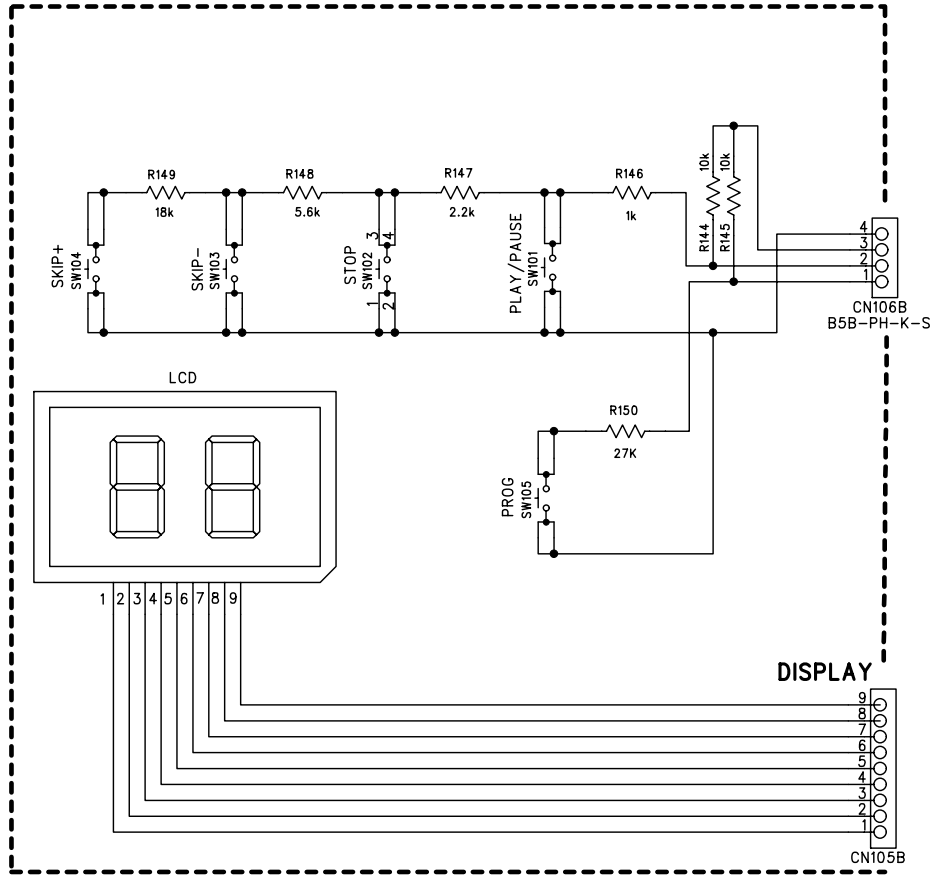 R149
18k
R148
5.6k
R147
2.2k
R146
1k
10k
10k
R144
R145
SKIP+
SW104
SKIP-
SW103
STOP
SW102
3
4
1
2
PLAY/PAUSE
SW101
4
3
2
1
CN106B
B5B-PH-K-S
LCD
R150
27K
PROG
SW105
1 2 3 4 5 6 7 8 9
DISPLAY
9
8
7
6
5
4
3
2
1
CN105B